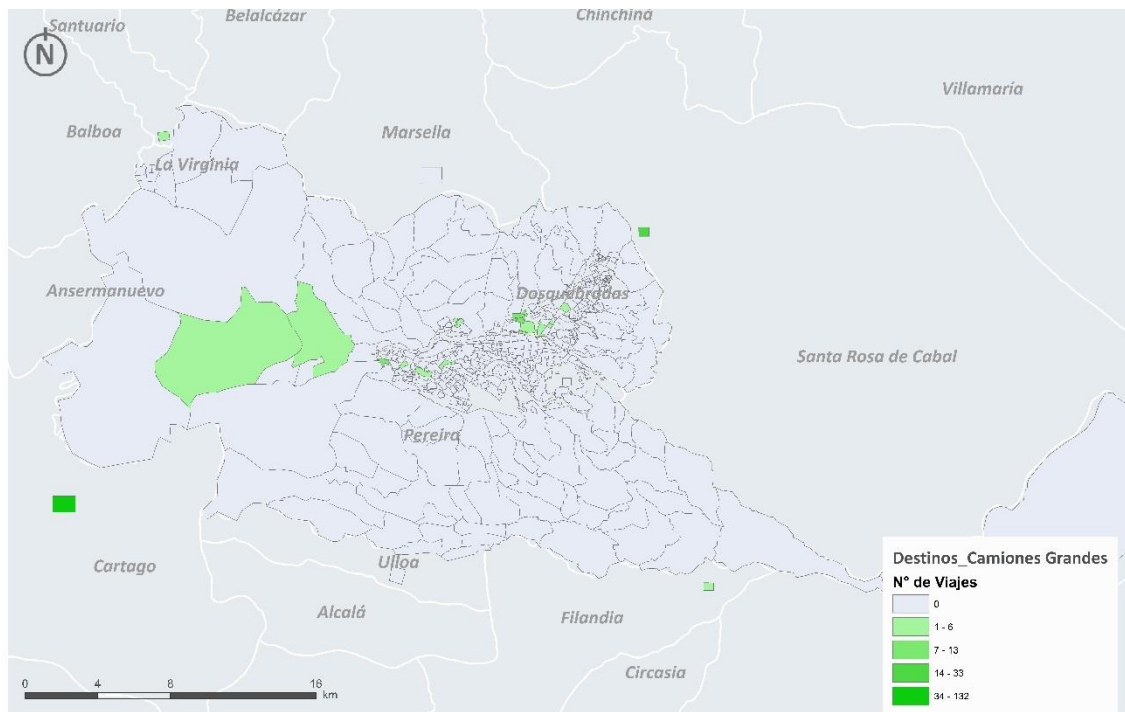 Belalcázar
Chinchiná
Santuario
N
Villamaría
Balboa
Marsella
La Virginia
Ansermanuevo
Dosquebradas
Santa Rosa de Cabal
Pereira
Cartago
Ulloa
Alcalá
Filandia
Circasia
Destinos_Camiones Grandes
N° de Viajes
0
1 - 6
7 - 13
14 - 33
34 - 132
0 4 8 16
km